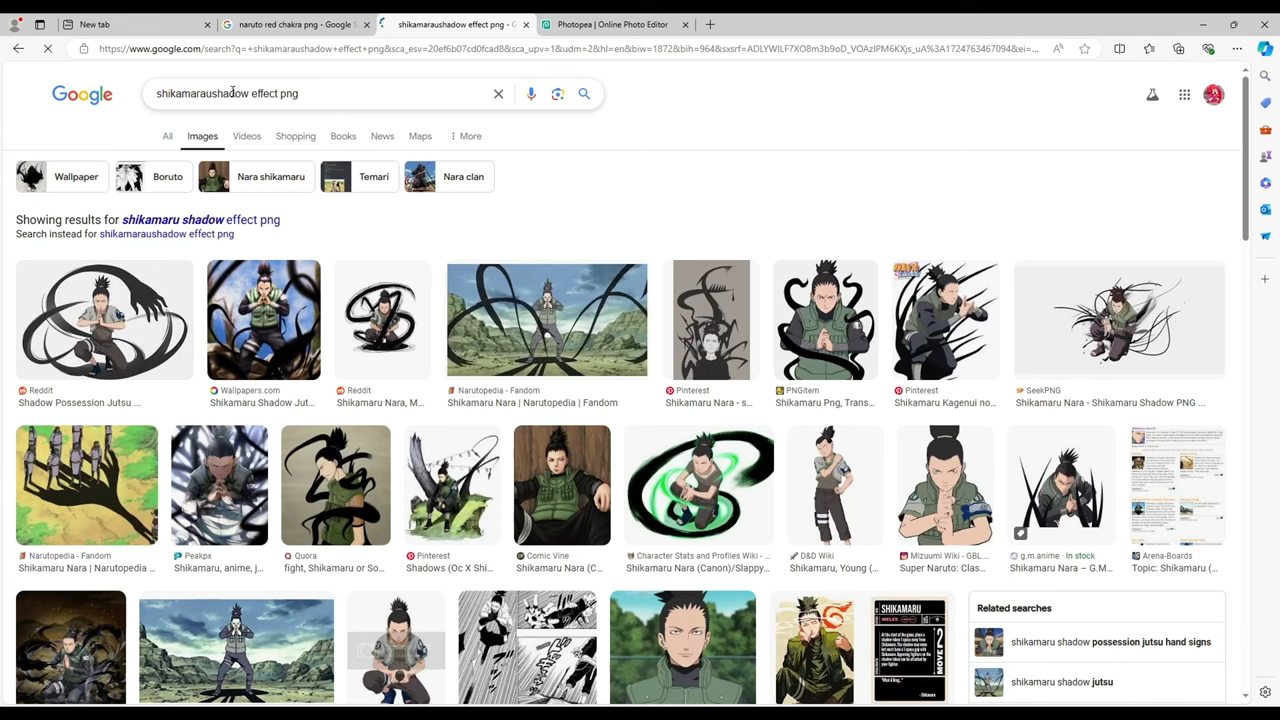 New tab
naruto red chakra png - Google S
shikamaraushadow effect png - G
Photopea | Online Photo Editor
https://www.google.com/search?q=+shikamaraushadow+effect+png&sca_esv=20ef6b07cd0fcad8&sca_upv=1&udm=2&hl=en&biw=1872&bih=964&sxsrf=ADLYWILF7XO8m3b9oD_VOAzIPM6KXjs_uA%3A1724763467094&ei=...
Google
shikamaraushadow effect png
All Images Videos Shopping Books News Maps More
Wallpaper Boruto Nara shikamaru Temari Nara clan
Showing results for shikamaru shadow effect png
Search instead for shikamaraushadow effect png
Reddit Wallpapers.com Reddit Narutopedia - Fandom Pinterest PNGitem Pinterest SeekPNG
Shadow Possession Jutsu ... Shikamaru Shadow Jut... Shikamaru Nara, M... Shikamaru Nara | Narutopedia | Fandom Shikamaru Nara - s... Shikamaru Png, Trans... Shikamaru Kagenui no... Shikamaru Nara - Shikamaru Shadow PNG ...
Narutopedia - Fandom Peakpx Quora Pinterest Comic Vine Character Stats and Profiles Wiki - ... D&D Wiki Mizuumi Wiki - GBL... g.m.anime · In stock Arena-Boards
Shikamaru Nara | Narutopedia ... Shikamaru, anime, j... fight, Shikamaru or So... Shadows (Oc X Shi... Shikamaru Nara (C... Shikamaru Nara (Canon)/Slappy... Shikamaru, Young (... Super Naruto: Clas... Shikamaru Nara – G.M... Topic: Shikamaru (...
SHIKAMARU
MOVE 2
Related searches
shikamaru shadow possession jutsu hand signs
shikamaru shadow jutsu